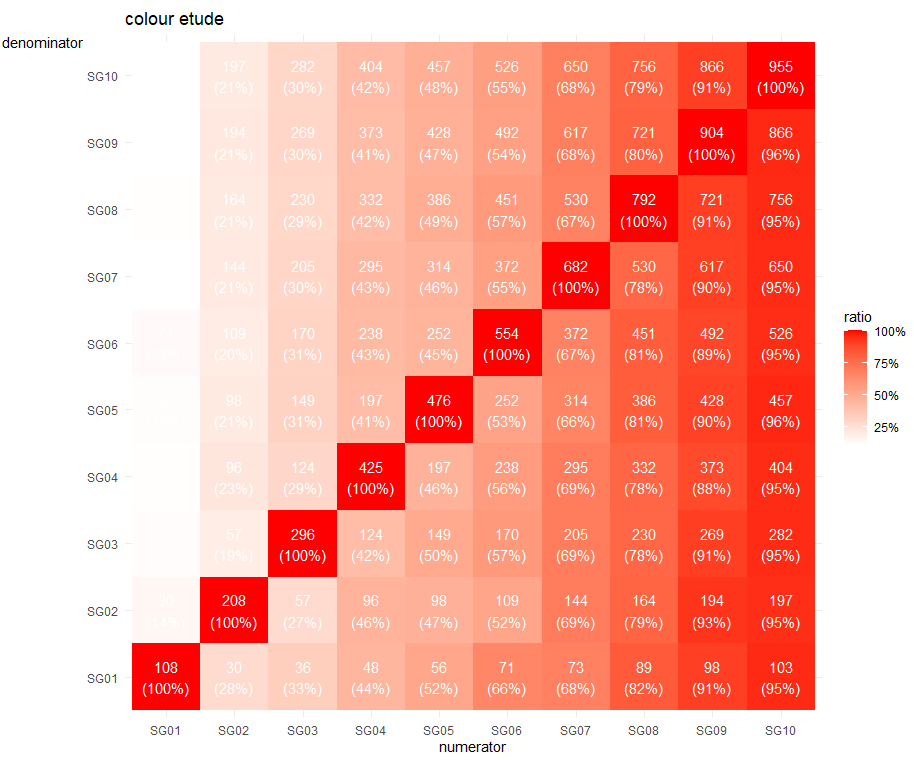 colour etude
denominator
SG10
197 282 404 457 526 650 756 866 955
(21%) (30%) (42%) (48%) (55%) (68%) (79%) (91%) (100%)
SG09
194 269 373 428 492 617 721 904 866
(21%) (30%) (41%) (47%) (54%) (68%) (80%) (100%) (96%)
SG08
164 230 332 386 451 530 792 721 756
(21%) (29%) (42%) (49%) (57%) (67%) (100%) (91%) (95%)
SG07
144 205 295 314 372 682 530 617 650
(21%) (30%) (43%) (46%) (55%) (100%) (78%) (90%) (95%)
SG06
109 170 238 252 554 372 451 492 526
(20%) (31%) (43%) (45%) (100%) (67%) (81%) (89%) (95%)
SG05
98 149 197 476 252 314 386 428 457
(21%) (31%) (41%) (100%) (53%) (66%) (81%) (90%) (96%)
SG04
96 124 425 197 238 295 332 373 404
(23%) (29%) (100%) (46%) (56%) (69%) (78%) (88%) (95%)
SG03
57 296 124 149 170 205 230 269 282
(19%) (100%) (42%) (50%) (57%) (69%) (78%) (91%) (95%)
SG02
30 208 57 96 98 109 144 164 194 197
(14%) (100%) (27%) (46%) (47%) (52%) (69%) (79%) (93%) (95%)
SG01
108 30 36 48 56 71 73 89 98 103
(100%) (28%) (33%) (44%) (52%) (66%) (68%) (82%) (91%) (95%)
SG01 SG02 SG03 SG04 SG05 SG06 SG07 SG08 SG09 SG10
numerator
ratio
100%
75%
50%
25%